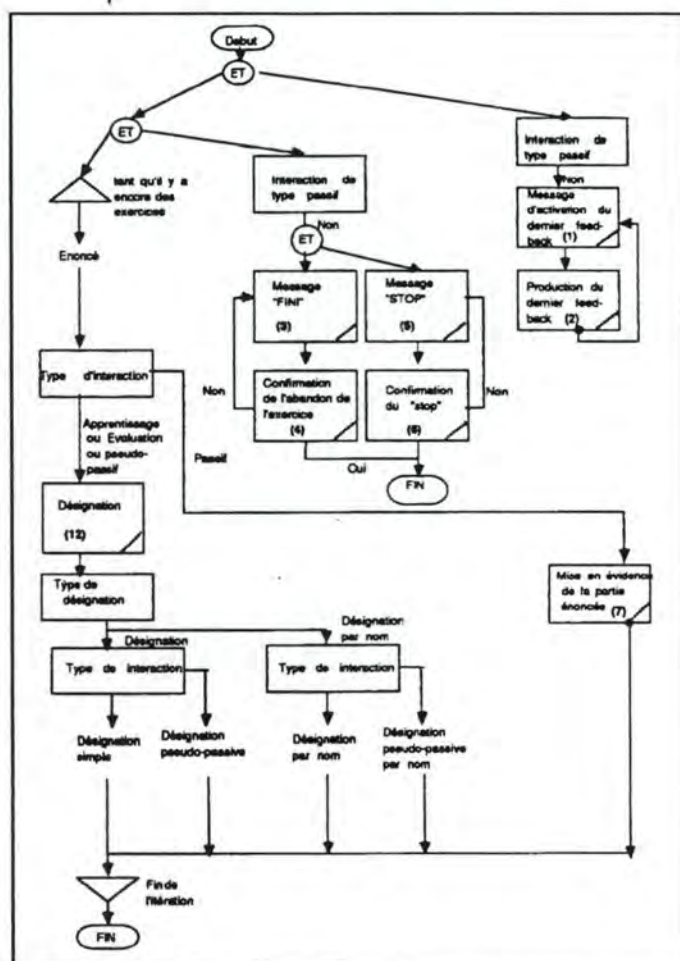 Debut
ET
ET
tant qu'il y a
encore des
exercices
Enoncé
Interaction de
type passif
Non
ET
Interaction de
type passif
Non
Message
d'activation du
dernier feed-
back (1)
Production du
dernier feed-
back (2)
Message
"FINI"
(3)
Message
"STOP"
(5)
Non
Confirmation
de l'abandon de
l'exercice
(4)
Confirmation
du "stop"
(6)
Non
Oui
FIN
Type d'interaction
Apprentissage
ou Evaluation
ou pseudo-
passif
Passif
Désignation
(12)
Type de
désignation
Mise en évidence
de la partie
énoncée (7)
Désignation
Désignation
par nom
Type de interaction
Type de interaction
Désignation
simple
Désignation
pseudo-passive
Désignation
par nom
Désignation
pseudo-passive
par nom
Fin de
l'itération
FIN